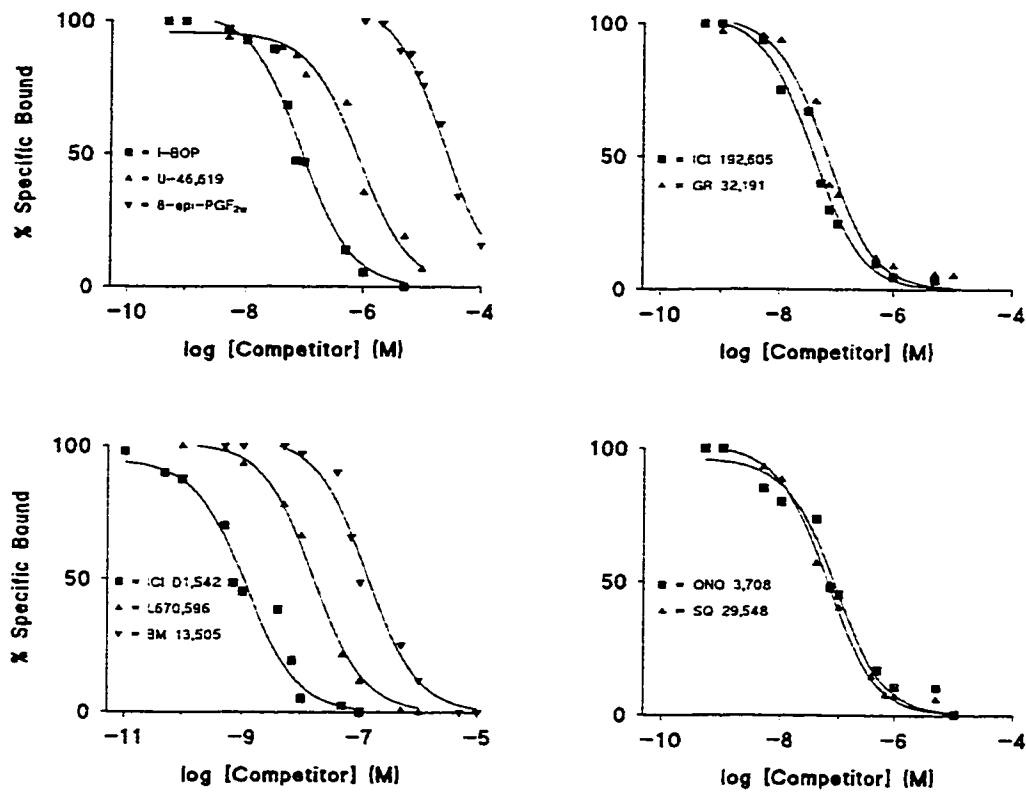 100
50
0
% Specific Bound
■ = I-BOP
▲ = U-46,619
▼ = 8-epi-PGF₂α
-10 -8 -6 -4
log [Competitor] (M)
100
50
0
■ = ICI 192,605
▲ = GR 32,191
-10 -8 -6 -4
log [Competitor] (M)
100
50
0
% Specific Bound
■ = ICI D1,542
▲ = L670,596
▼ = BM 13,505
-11 -9 -7 -5
log [Competitor] (M)
100
50
0
■ = ONO 3,708
▲ = SQ 29,548
-10 -8 -6 -4
log [Competitor] (M)